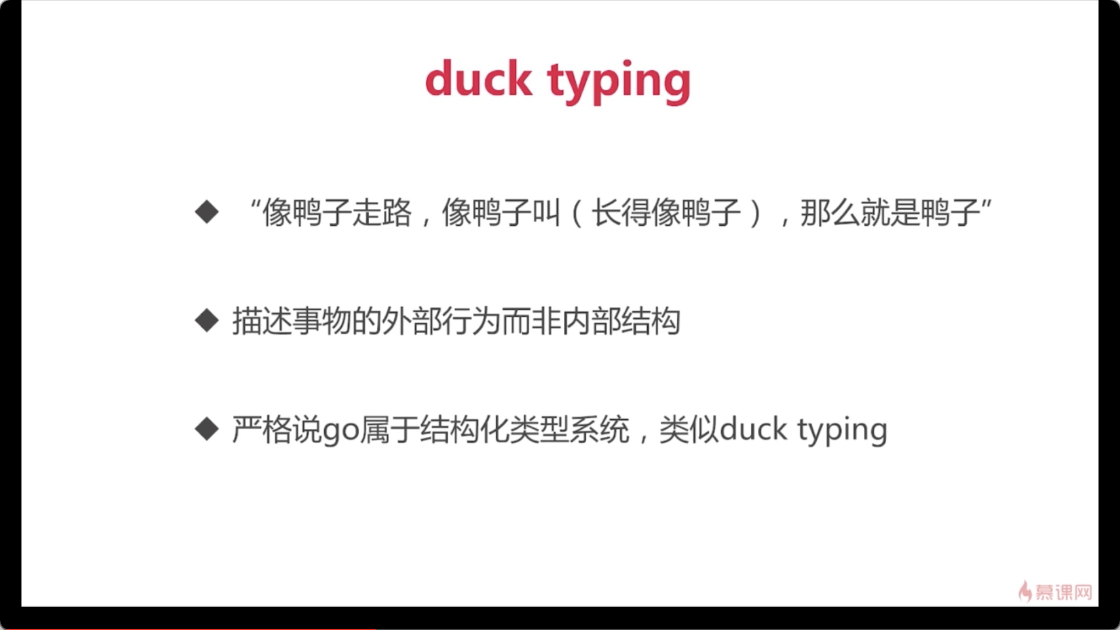 duck typing
“像鸭子走路，像鸭子叫（长得像鸭子），那么就是鸭子”
描述事物的外部行为而非内部结构
严格说go属于结构化类型系统，类似duck typing
慕课网